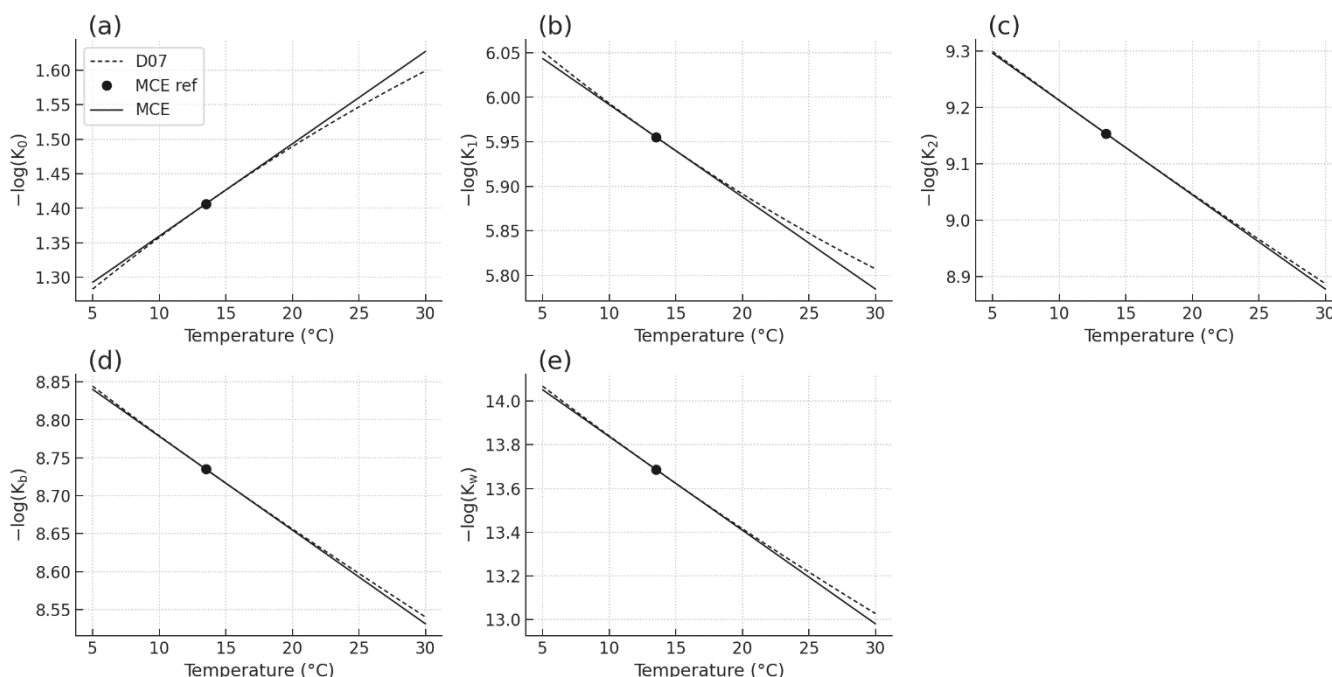 (a)
−log(K₀)
1.60
1.55
1.50
1.45
1.40
1.35
1.30
D07
MCE ref
MCE
5 10 15 20 25 30
Temperature (°C)
(b)
−log(K₁)
6.05
6.00
5.95
5.90
5.85
5.80
5 10 15 20 25 30
Temperature (°C)
(c)
−log(K₂)
9.3
9.2
9.1
9.0
8.9
5 10 15 20 25 30
Temperature (°C)
(d)
−log(K_b)
8.85
8.80
8.75
8.70
8.65
8.60
8.55
5 10 15 20 25 30
Temperature (°C)
(e)
−log(K_w)
14.0
13.8
13.6
13.4
13.2
13.0
5 10 15 20 25 30
Temperature (°C)